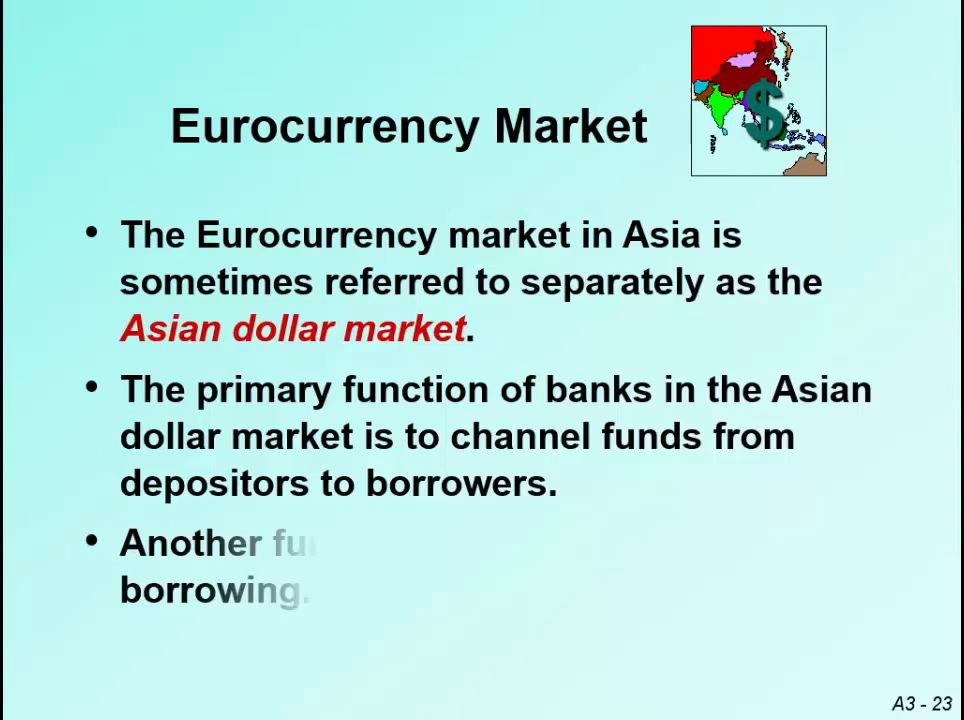 Eurocurrency Market
$
• The Eurocurrency market in Asia is
sometimes referred to separately as the
Asian dollar market.
• The primary function of banks in the Asian
dollar market is to channel funds from
depositors to borrowers.
• Another
borrowing.
A3 - 23